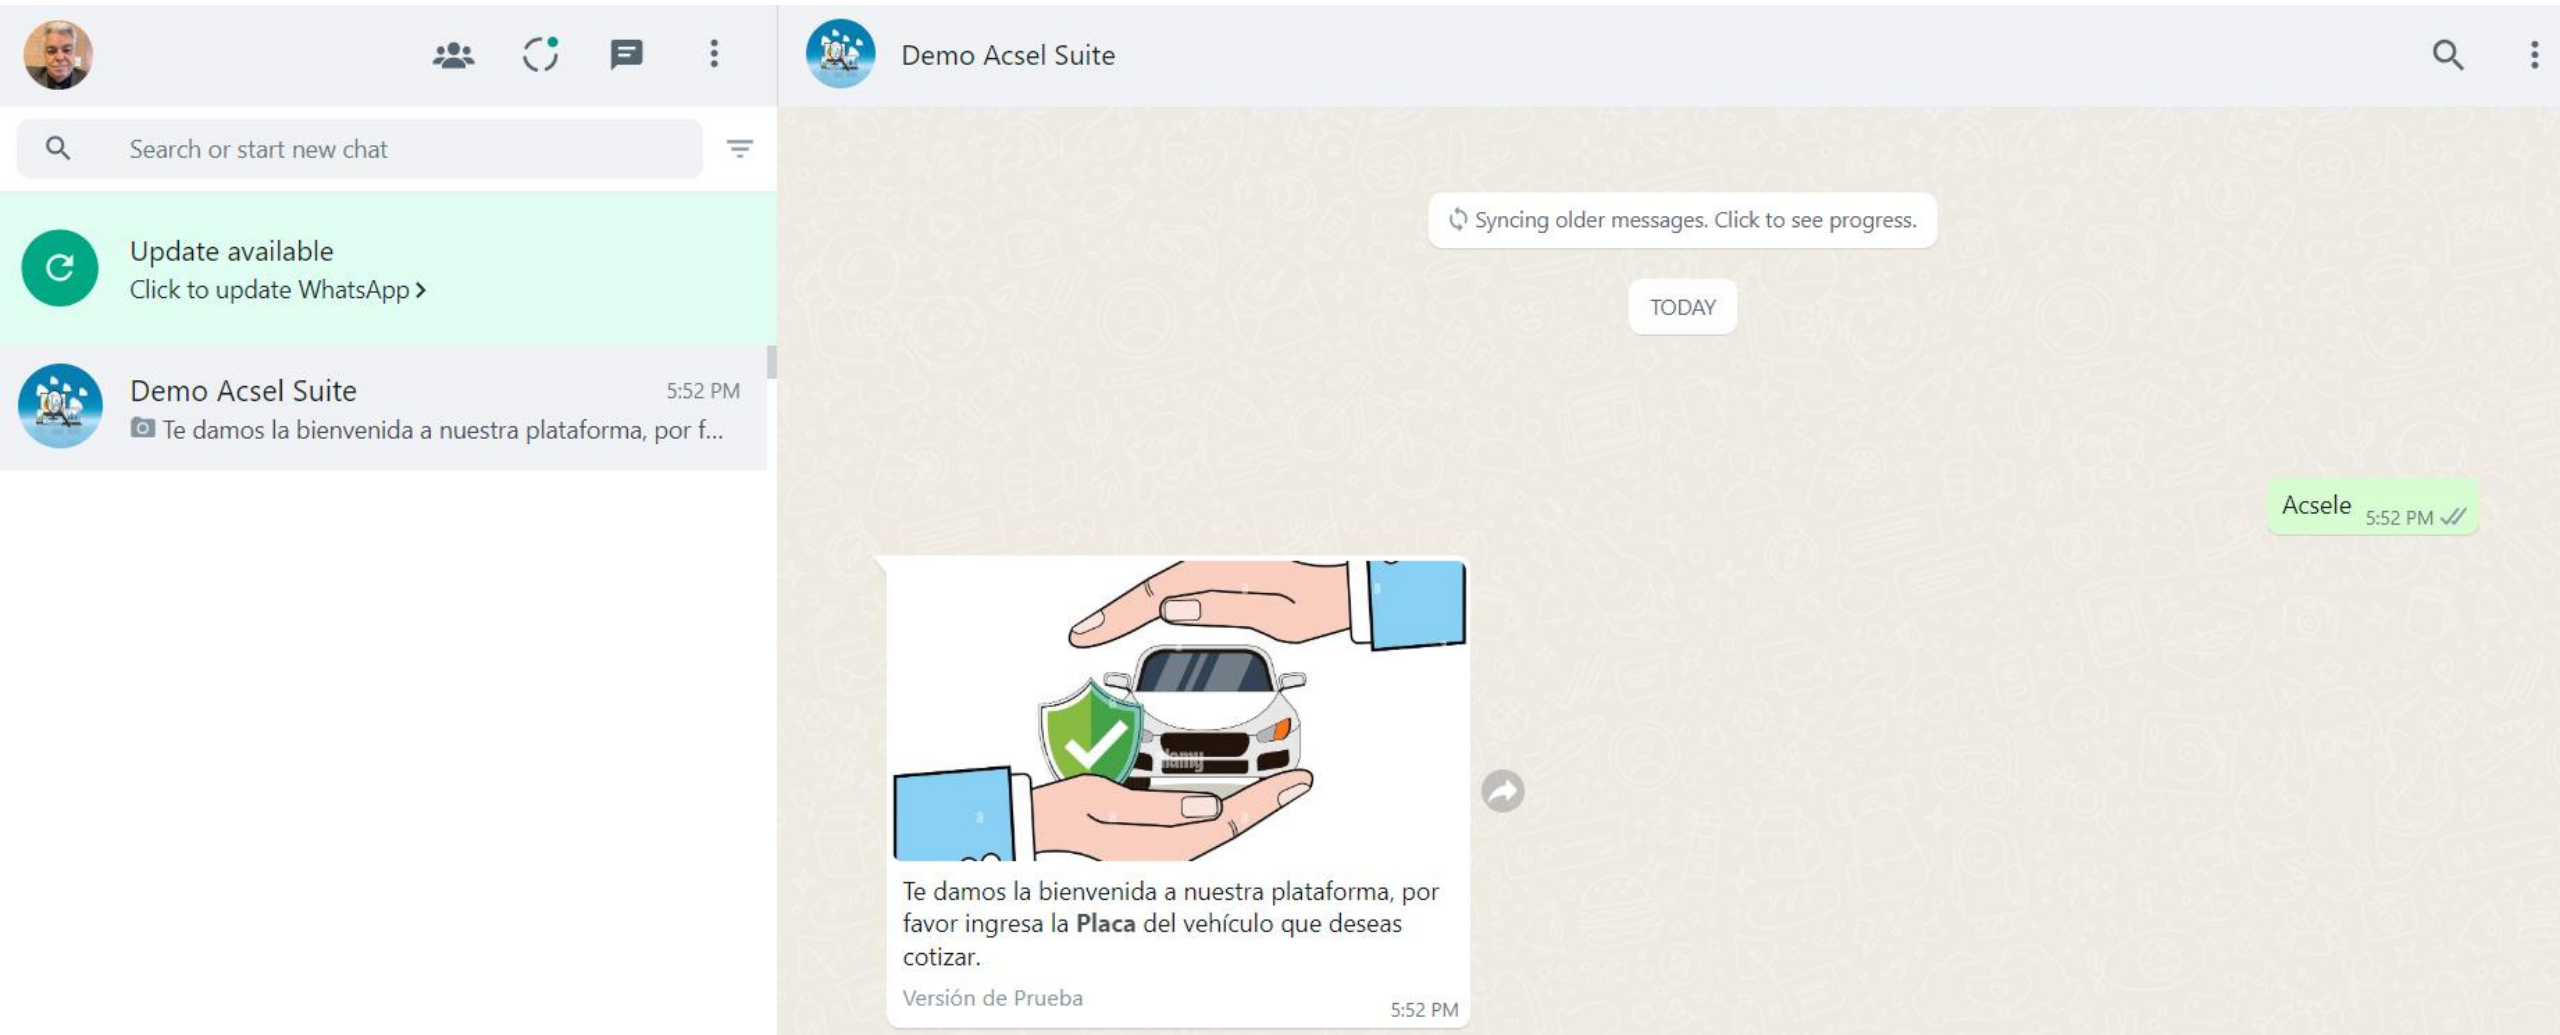 Demo Acsel Suite
Search or start new chat
Update available
Click to update WhatsApp
Demo Acsel Suite 5:52 PM
Te damos la bienvenida a nuestra plataforma, por f...
Syncing older messages. Click to see progress.
TODAY
Acsele 5:52 PM
Te damos la bienvenida a nuestra plataforma, por
favor ingresa la Placa del vehículo que deseas
cotizar.
Versión de Prueba 5:52 PM